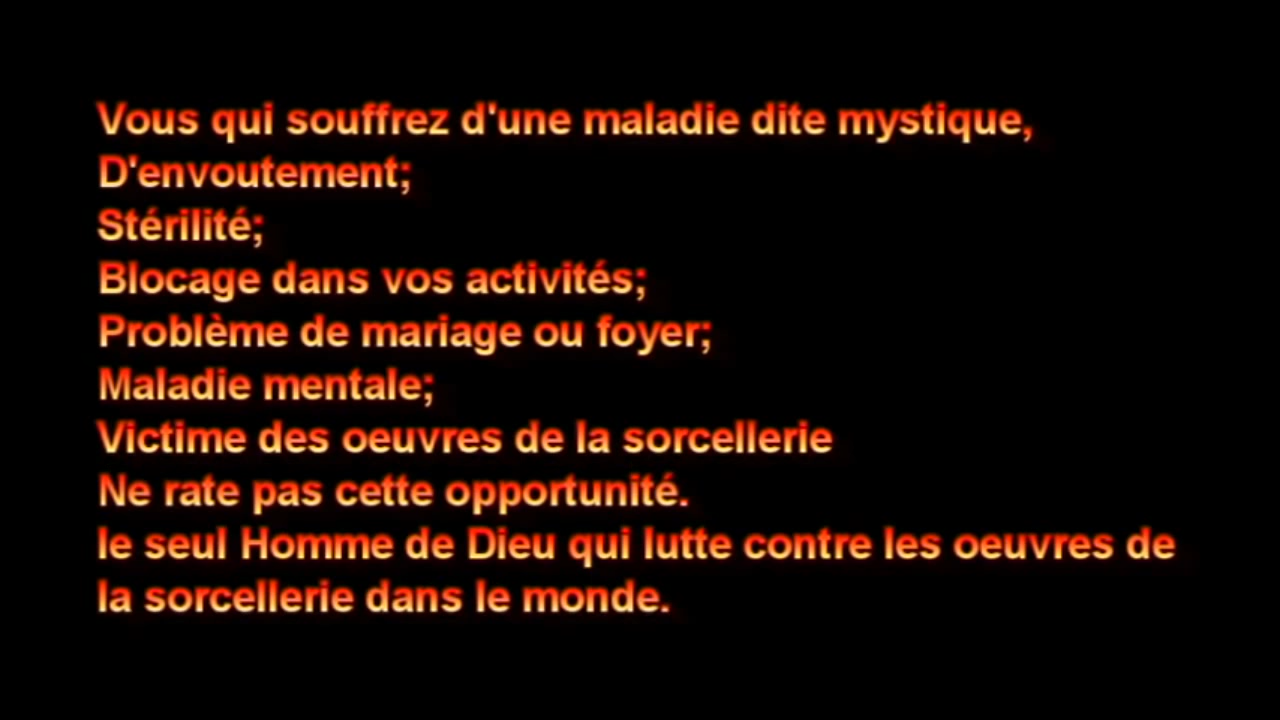 Vous qui souffrez d'une maladie dite mystique,
D'envoutement;
Stérilité;
Blocage dans vos activités;
Problème de mariage ou foyer;
Maladie mentale;
Victime des oeuvres de la sorcellerie
Ne rate pas cette opportunité.
le seul Homme de Dieu qui lutte contre les oeuvres de
la sorcellerie dans le monde.